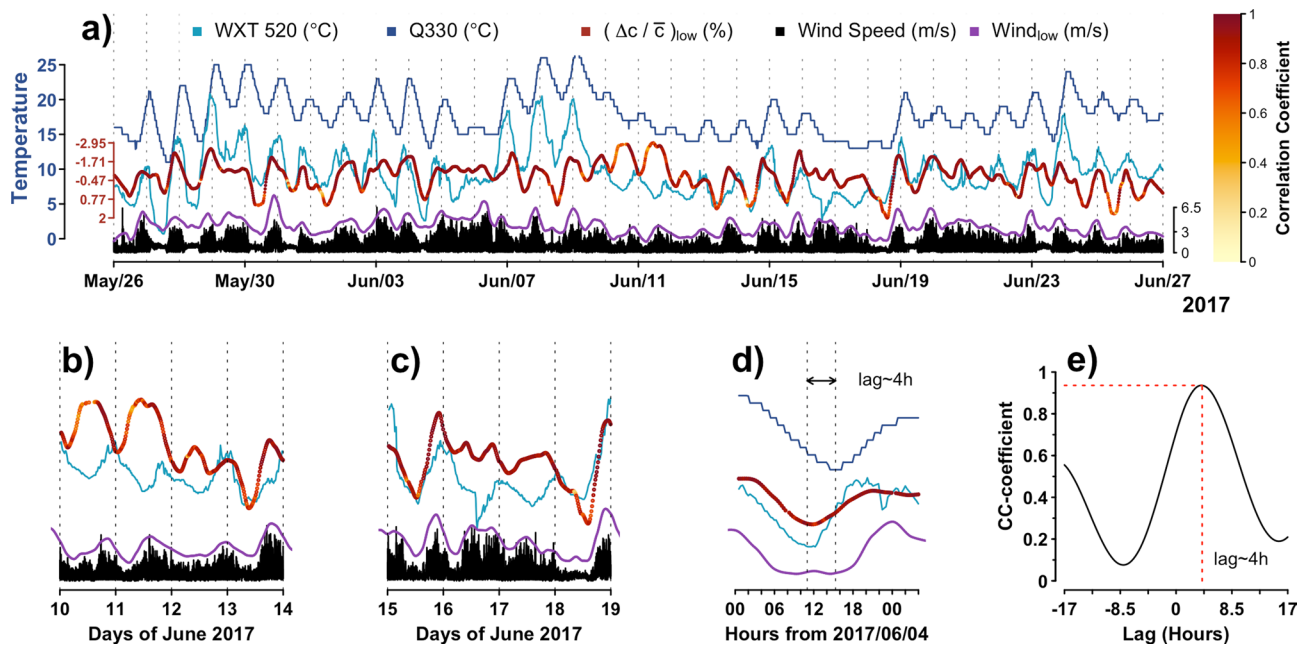 a)
WXT 520 (°C) Q330 (°C) ( Δc / c̅ )low (%) Wind Speed (m/s) Windlow (m/s)
Temperature
25
20
15
10
5
0
-2.95
-1.71
-0.47
0.77
2
6.5
3
0
May/26 May/30 Jun/03 Jun/07 Jun/11 Jun/15 Jun/19 Jun/23 Jun/27
2017
1
0.8
0.6
0.4
0.2
0
Correlation Coefficient
b)
10 11 12 13 14
Days of June 2017
c)
15 16 17 18 19
Days of June 2017
d)
lag~4h
00 06 12 18 00
Hours from 2017/06/04
e)
CC-coefficient
1
0.8
0.6
0.4
0.2
0
lag~4h
-17 -8.5 0 8.5 17
Lag (Hours)